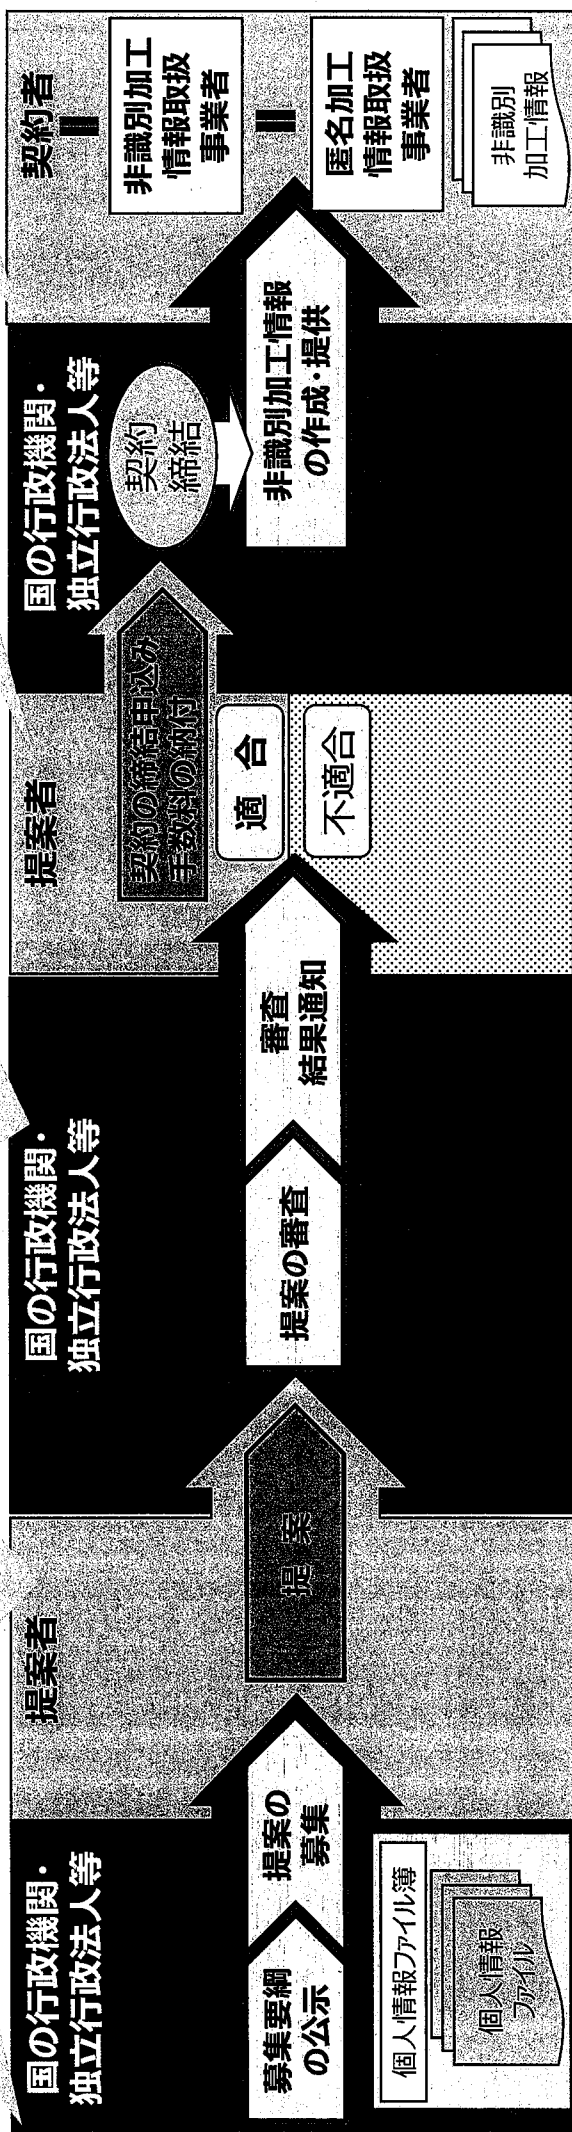 国の行政機関・
独立行政法人等
募集要綱
の公示
提案の
募集
個人情報ファイル簿
個人情報
ファイル
提案者
提案
国の行政機関・
独立行政法人等
提案の審査
審査
結果通知
提案者
契約の締結申込み
手数料の納付
適合
不適合
国の行政機関・
独立行政法人等
契約
締結
非識別加工情報
の作成・提供
契約者
非識別加工
情報取扱
事業者
匿名加工
情報取扱
事業者
非識別
加工情報